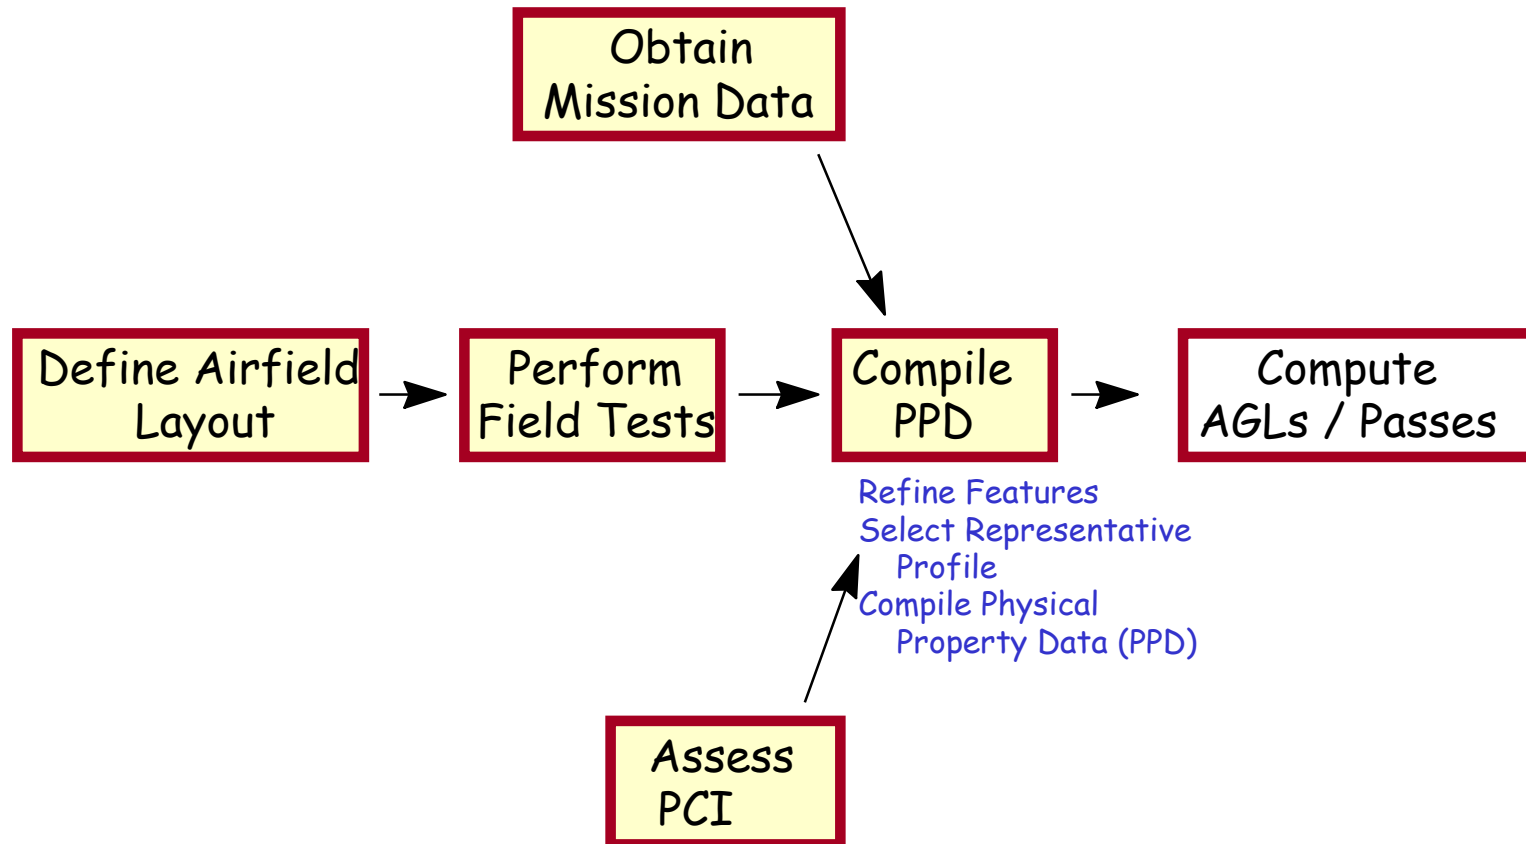 Obtain
Mission Data
Define Airfield
Layout
Perform
Field Tests
Compile
PPD
Compute
AGLs / Passes
Refine Features
Select Representative
Profile
Compile Physical
Property Data (PPD)
Assess
PCI